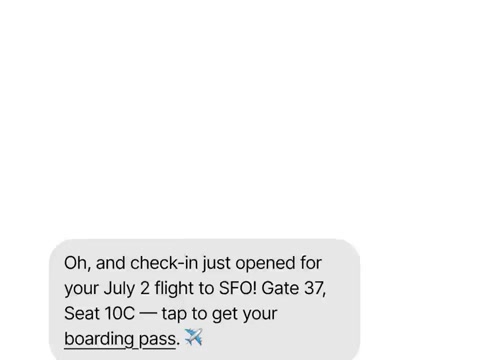 Oh, and check-in just opened for
your July 2 flight to SFO! Gate 37,
Seat 10C — tap to get your
boarding pass. ✈️